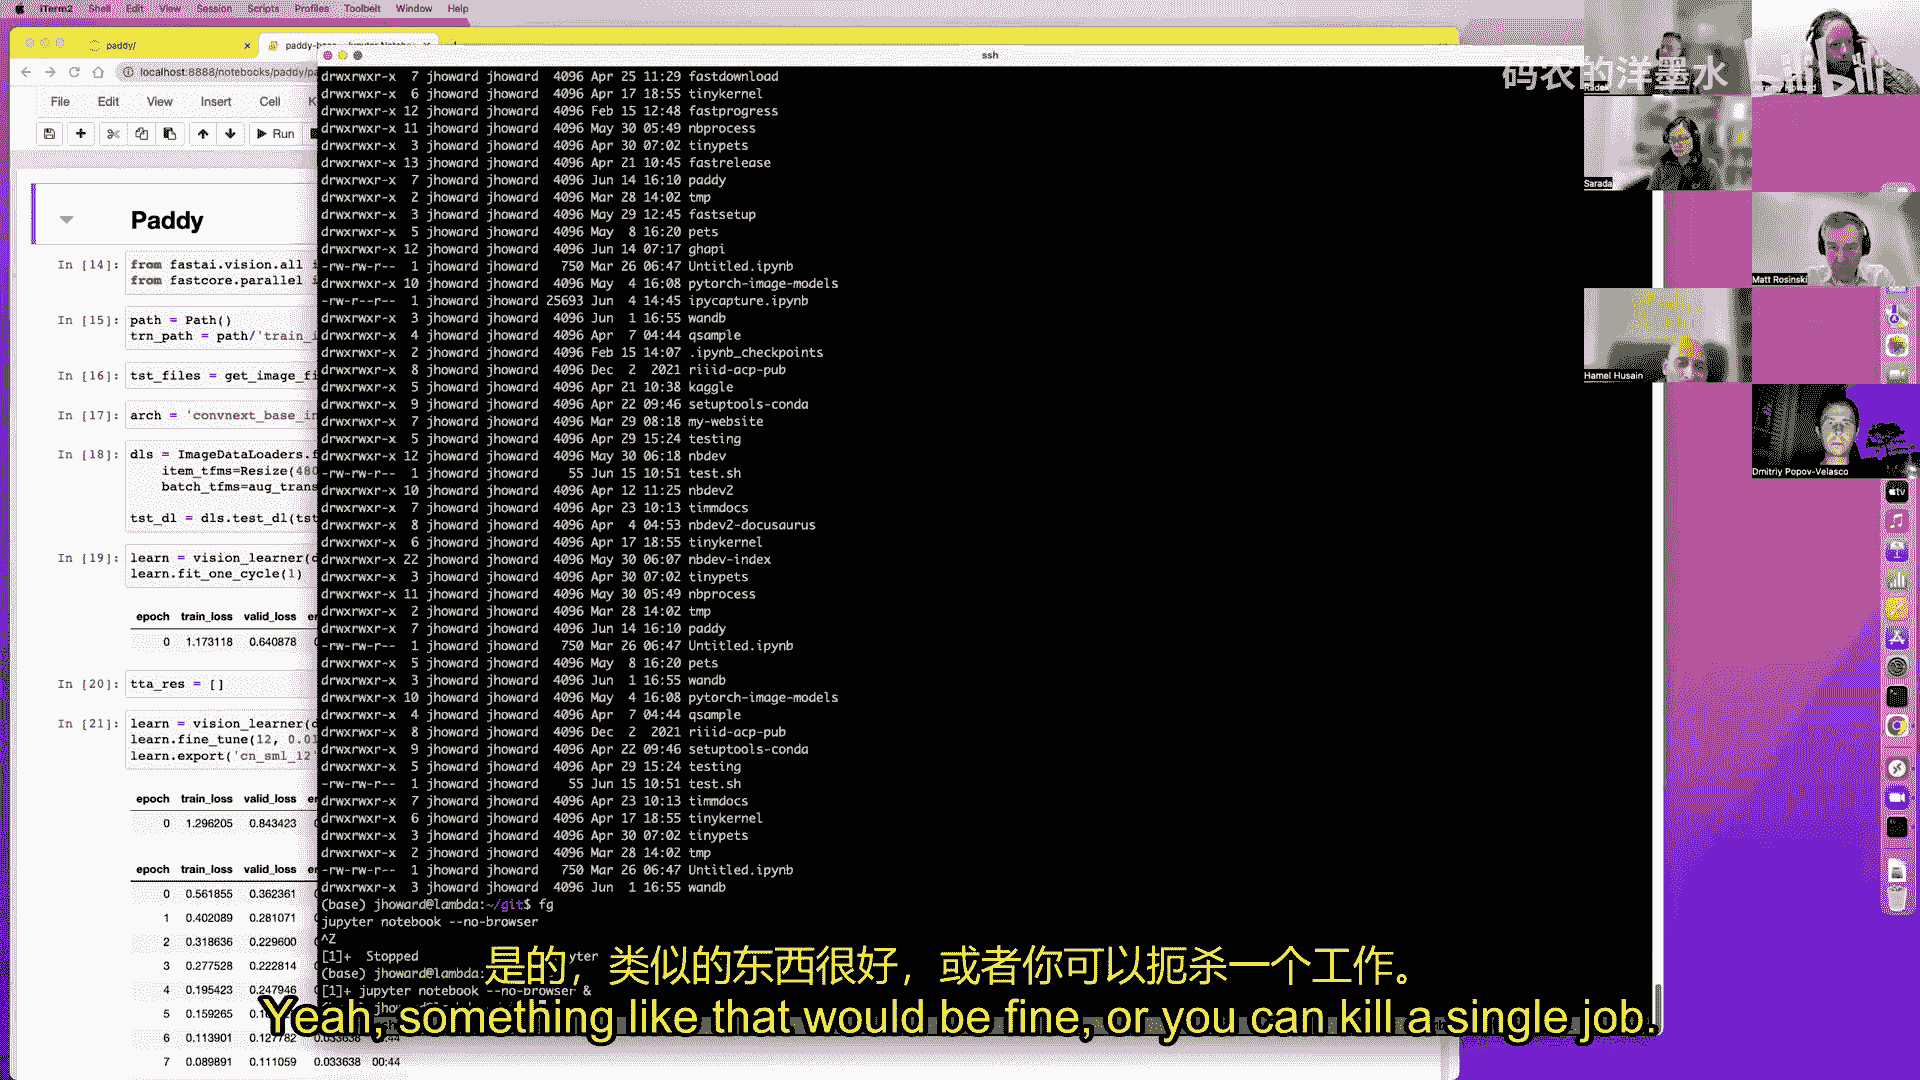 iTerm2 Shell Edit View Session Scripts Profiles Toolbelt Window Help
paddy/
ssh
localhost:8888/notebooks/paddy/pa
File Edit View Insert Cell K
Run
Paddy
In [14]: from fastai.vision.all i
from fastcore.parallel i
In [15]: path = Path()
trn_path = path/'train_i
In [16]: tst_files = get_image_fi
In [17]: arch = 'convnext_base_in
In [18]: dls = ImageDataLoaders.f
item_tfms=Resize(480
batch_tfms=aug_trans
tst_dl = dls.test_dl(tst
In [19]: learn = vision_learner(d
learn.fit_one_cycle(1)
epoch train_loss valid_loss er
0 1.173118 0.640878
In [20]: tta_res = []
In [21]: learn = vision_learner(d
learn.fine_tune(12, 0.01
learn.export('cn_sml_12'
epoch train_loss valid_loss er
0 1.296205 0.843423
epoch train_loss valid_loss er
0 0.561855 0.362361
1 0.402089 0.281071
2 0.318636 0.229600
3 0.277528 0.222814
4 0.195423 0.247946
5 0.159265
6 0.113901 0.127782 0.033638 00:44
7 0.089891 0.111059 0.033638 00:44
drwxrwxr-x 7 jhoward jhoward 4096 Apr 25 11:29 fastdownload
drwxrwxr-x 6 jhoward jhoward 4096 Apr 17 18:55 tinykernel
drwxrwxr-x 12 jhoward jhoward 4096 Feb 15 12:48 fastprogress
drwxrwxr-x 11 jhoward jhoward 4096 May 30 05:49 nbprocess
drwxrwxr-x 3 jhoward jhoward 4096 Apr 30 07:02 tinypets
drwxrwxr-x 13 jhoward jhoward 4096 Apr 21 10:45 fastrelease
drwxrwxr-x 7 jhoward jhoward 4096 Jun 14 16:10 paddy
drwxrwxr-x 2 jhoward jhoward 4096 Mar 28 14:02 tmp
drwxrwxr-x 3 jhoward jhoward 4096 May 29 12:45 fastsetup
drwxrwxr-x 5 jhoward jhoward 4096 May 8 16:20 pets
drwxrwxr-x 12 jhoward jhoward 4096 Jun 14 07:17 ghapi
-rw-rw-r-- 1 jhoward jhoward 750 Mar 26 06:47 Untitled.ipynb
drwxrwxr-x 10 jhoward jhoward 4096 May 4 16:08 pytorch-image-models
-rw-r--r-- 1 jhoward jhoward 25693 Jun 4 14:45 ipycapture.ipynb
drwxrwxr-x 3 jhoward jhoward 4096 Jun 1 16:55 wandb
drwxrwxr-x 4 jhoward jhoward 4096 Apr 7 04:44 qsample
drwxrwxr-x 2 jhoward jhoward 4096 Feb 15 14:07 .ipynb_checkpoints
drwxrwxr-x 8 jhoward jhoward 4096 Dec 2 2021 riiid-acp-pub
drwxrwxr-x 5 jhoward jhoward 4096 Apr 21 10:38 kaggle
drwxrwxr-x 9 jhoward jhoward 4096 Apr 22 09:46 setuptools-conda
drwxrwxr-x 7 jhoward jhoward 4096 Mar 29 08:18 my-website
drwxrwxr-x 5 jhoward jhoward 4096 Apr 29 15:24 testing
drwxrwxr-x 12 jhoward jhoward 4096 May 30 06:18 nbdev
-rw-rw-r-- 1 jhoward jhoward 55 Jun 15 10:51 test.sh
drwxrwxr-x 10 jhoward jhoward 4096 Apr 12 11:25 nbdev2
drwxrwxr-x 7 jhoward jhoward 4096 Apr 23 10:13 timmdocs
drwxrwxr-x 8 jhoward jhoward 4096 Apr 4 04:53 nbdev2-docusaurus
drwxrwxr-x 6 jhoward jhoward 4096 Apr 17 18:55 tinykernel
drwxrwxr-x 22 jhoward jhoward 4096 May 30 06:07 nbdev-index
drwxrwxr-x 3 jhoward jhoward 4096 Apr 30 07:02 tinypets
drwxrwxr-x 11 jhoward jhoward 4096 May 30 05:49 nbprocess
drwxrwxr-x 2 jhoward jhoward 4096 Mar 28 14:02 tmp
drwxrwxr-x 7 jhoward jhoward 4096 Jun 14 16:10 paddy
-rw-rw-r-- 1 jhoward jhoward 750 Mar 26 06:47 Untitled.ipynb
drwxrwxr-x 5 jhoward jhoward 4096 May 8 16:20 pets
drwxrwxr-x 3 jhoward jhoward 4096 Jun 1 16:55 wandb
drwxrwxr-x 10 jhoward jhoward 4096 May 4 16:08 pytorch-image-models
drwxrwxr-x 4 jhoward jhoward 4096 Apr 7 04:44 qsample
drwxrwxr-x 8 jhoward jhoward 4096 Dec 2 2021 riiid-acp-pub
drwxrwxr-x 9 jhoward jhoward 4096 Apr 22 09:46 setuptools-conda
drwxrwxr-x 5 jhoward jhoward 4096 Apr 29 15:24 testing
-rw-rw-r-- 1 jhoward jhoward 55 Jun 15 10:51 test.sh
drwxrwxr-x 7 jhoward jhoward 4096 Apr 23 10:13 timmdocs
drwxrwxr-x 6 jhoward jhoward 4096 Apr 17 18:55 tinykernel
drwxrwxr-x 3 jhoward jhoward 4096 Apr 30 07:02 tinypets
drwxrwxr-x 2 jhoward jhoward 4096 Mar 28 14:02 tmp
-rw-rw-r-- 1 jhoward jhoward 750 Mar 26 06:47 Untitled.ipynb
drwxrwxr-x 3 jhoward jhoward 4096 Jun 1 16:55 wandb
(base) jhoward@lambda:~/git$ fg
jupyter notebook --no-browser
^Z
[1]+ Stopped
(base) jhoward@lambda:
[1]+ jupyter notebook --no-browser &
是的，类似的东西很好，或者你可以扼杀一个工作。
Yeah, something like that would be fine, or you can kill a single job.
码农的洋墨水 bilibili
Radek
Sarada
Matt Rosinski
Hamel Husain
Dmitriy Popov-Velasco